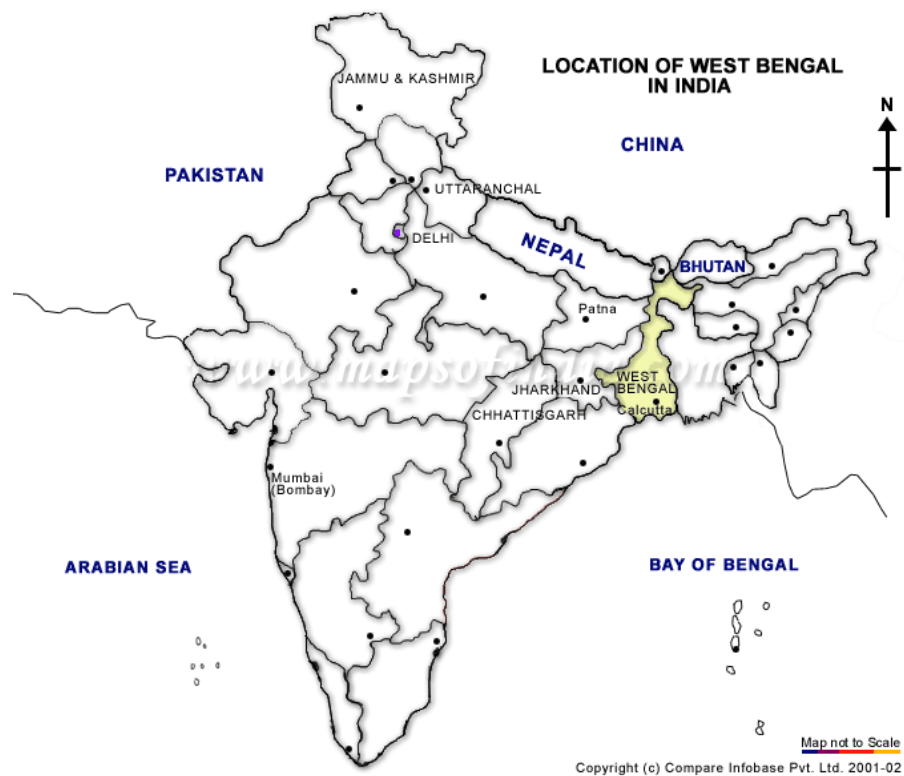 LOCATION OF WEST BENGAL
IN INDIA
JAMMU & KASHMIR
N
CHINA
PAKISTAN
UTTARANCHAL
DELHI
NEPAL
BHUTAN
Patna
www.mapsofindia.com
WEST
BENGAL
JHARKHAND
Calcutta
CHHATTISGARH
Mumbai
(Bombay)
ARABIAN SEA
BAY OF BENGAL
Map not to Scale
Copyright (c) Compare Infobase Pvt. Ltd. 2001-02